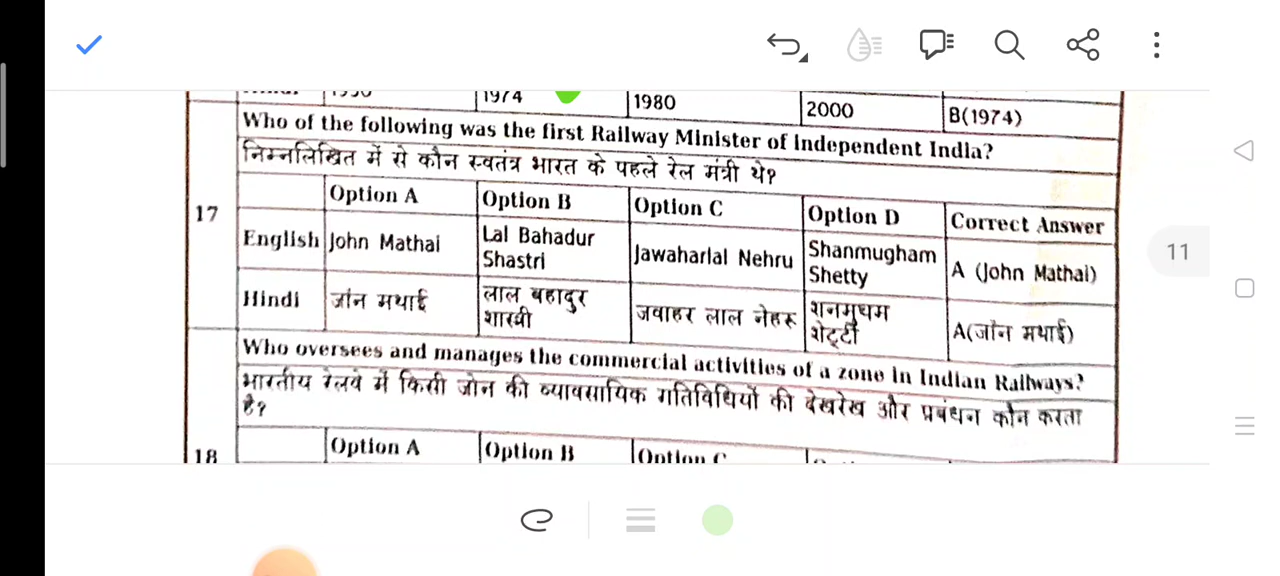 1974 1980 2000 B(1974)
Who of the following was the first Railway Minister of independent India?
निम्नलिखित में से कौन स्वतंत्र भारत के पहले रेल मंत्री थे?
17
Option A Option B Option C Option D Correct Answer
English John Mathai Lal Bahadur Shastri Jawaharlal Nehru Shanmugham Shetty A (John Mathai)
Hindi जॉन मथाई लाल बहादुर शास्त्री जवाहर लाल नेहरू शनमुघम शेट्टी A(जॉन मथाई)
Who oversees and manages the commercial activities of a zone in Indian Railways?
भारतीय रेलवे में किसी जोन की व्यावसायिक गतिविधियों की देखरेख और प्रबंधन कौन करता
है?
18
Option A Option B Option C
11